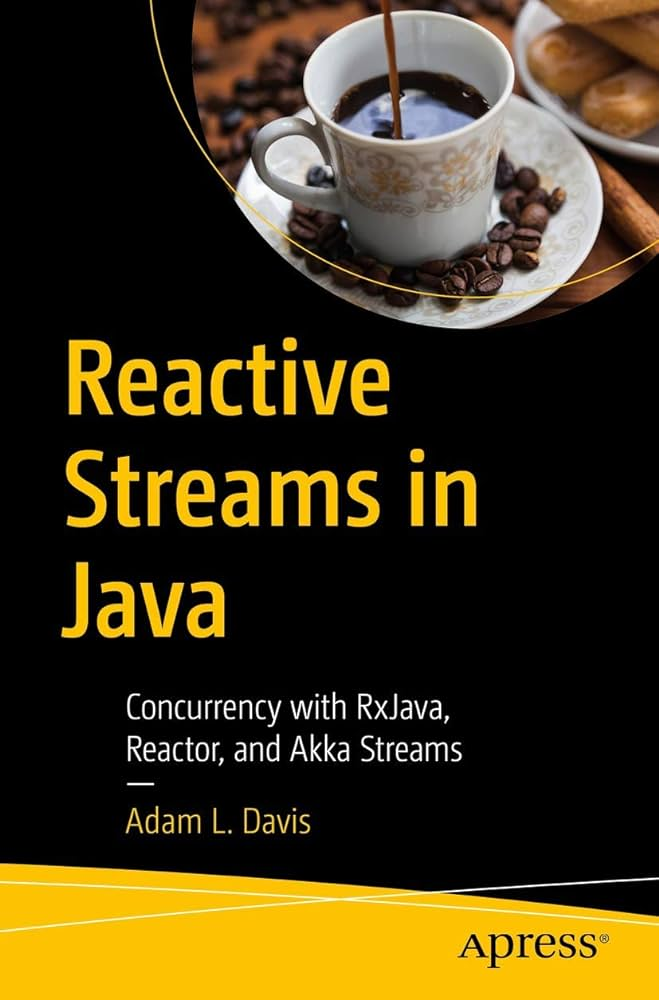 Reactive
Streams in
Java
Concurrency with RxJava,
Reactor, and Akka Streams
Adam L. Davis
Apress®